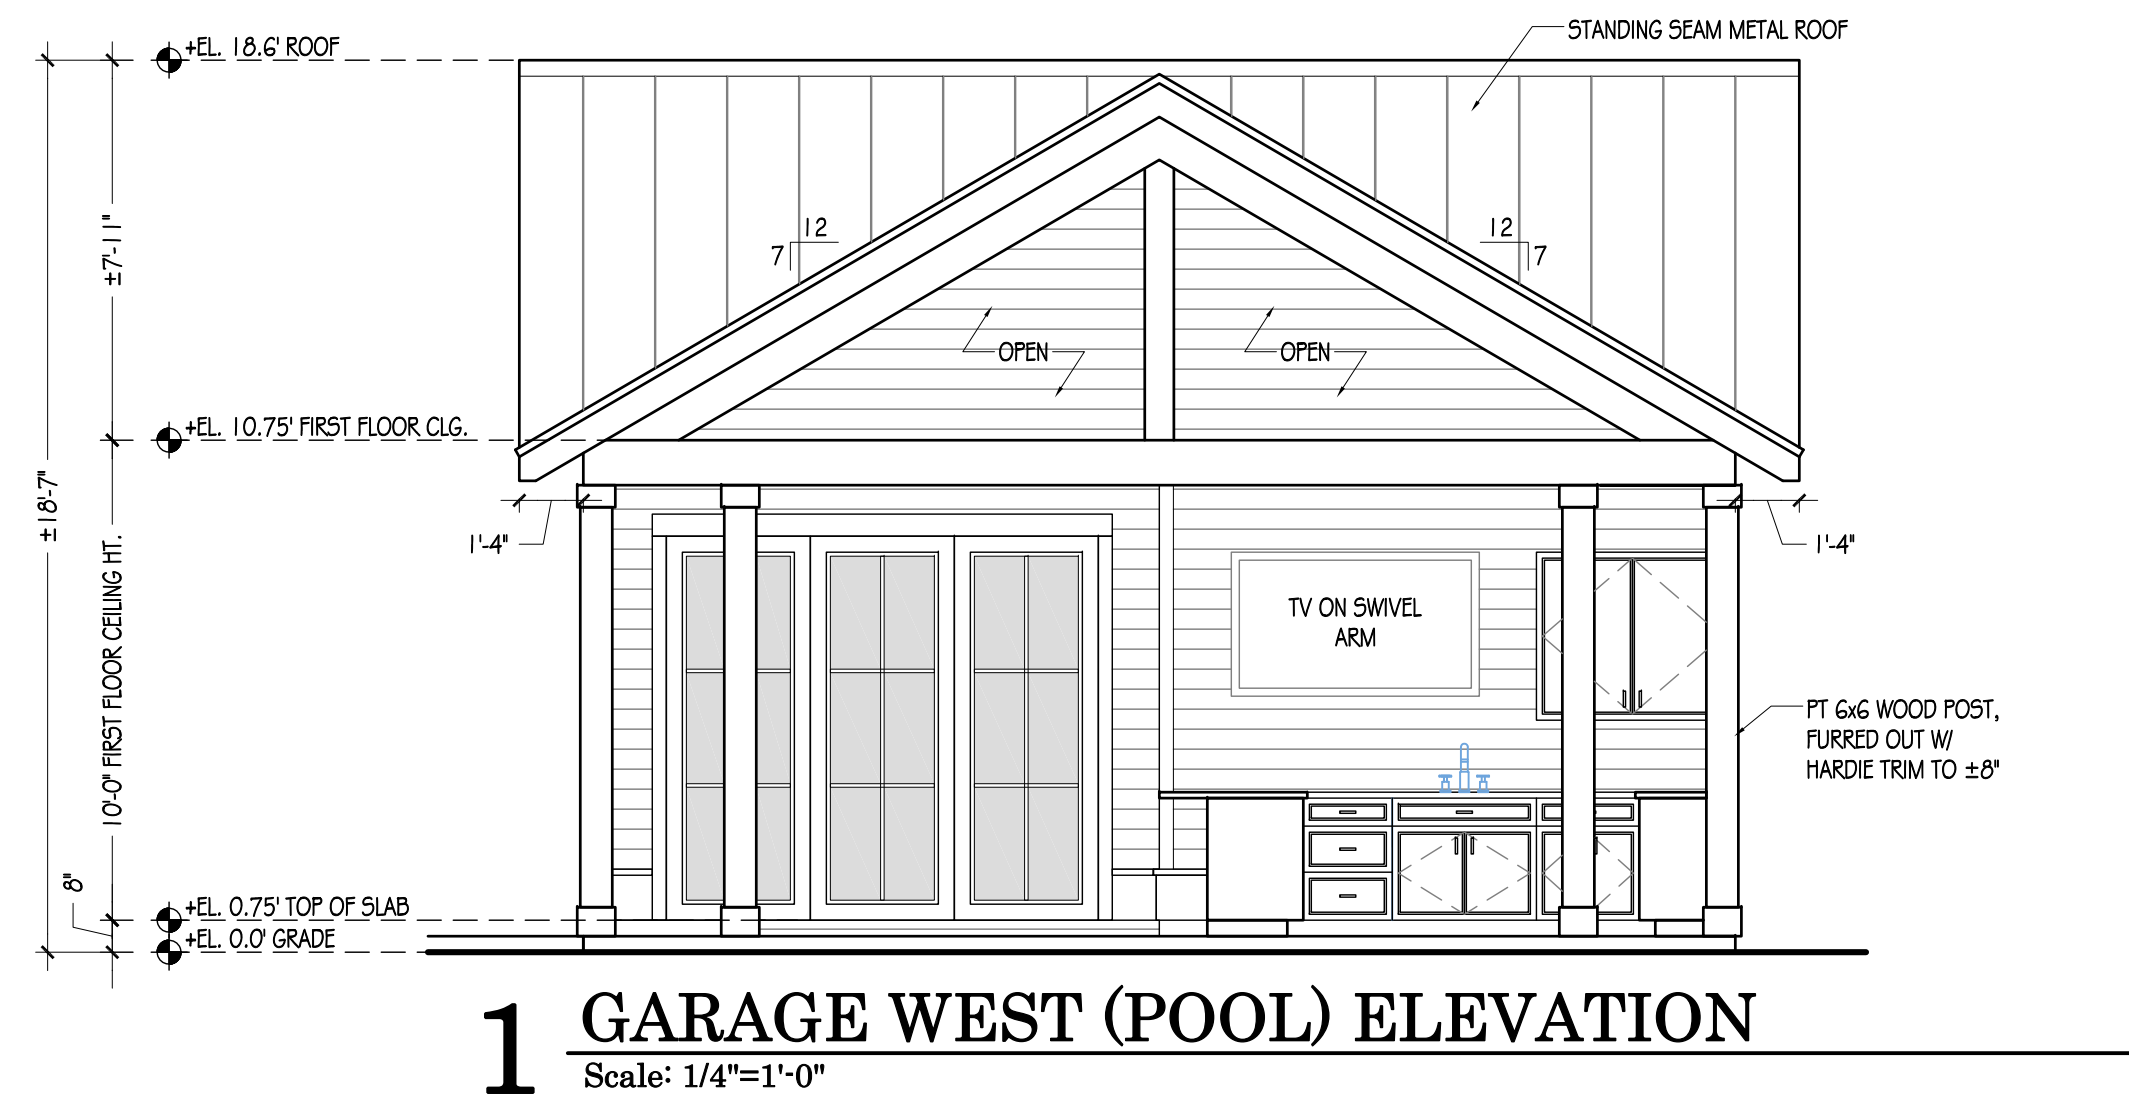 STANDING SEAM METAL ROOF
+EL. 18.6' ROOF
12
7
12
7
±7'-11"
OPEN
OPEN
+EL. 10.75' FIRST FLOOR CLG.
±18'-7"
1'-4"
1'-4"
10'-0" FIRST FLOOR CEILING HT.
TV ON SWIVEL
ARM
PT 6x6 WOOD POST,
FURRED OUT W/
HARDIE TRIM TO ±8"
8"
+EL. 0.75' TOP OF SLAB
+EL. 0.0' GRADE
1 GARAGE WEST (POOL) ELEVATION
Scale: 1/4"=1'-0"